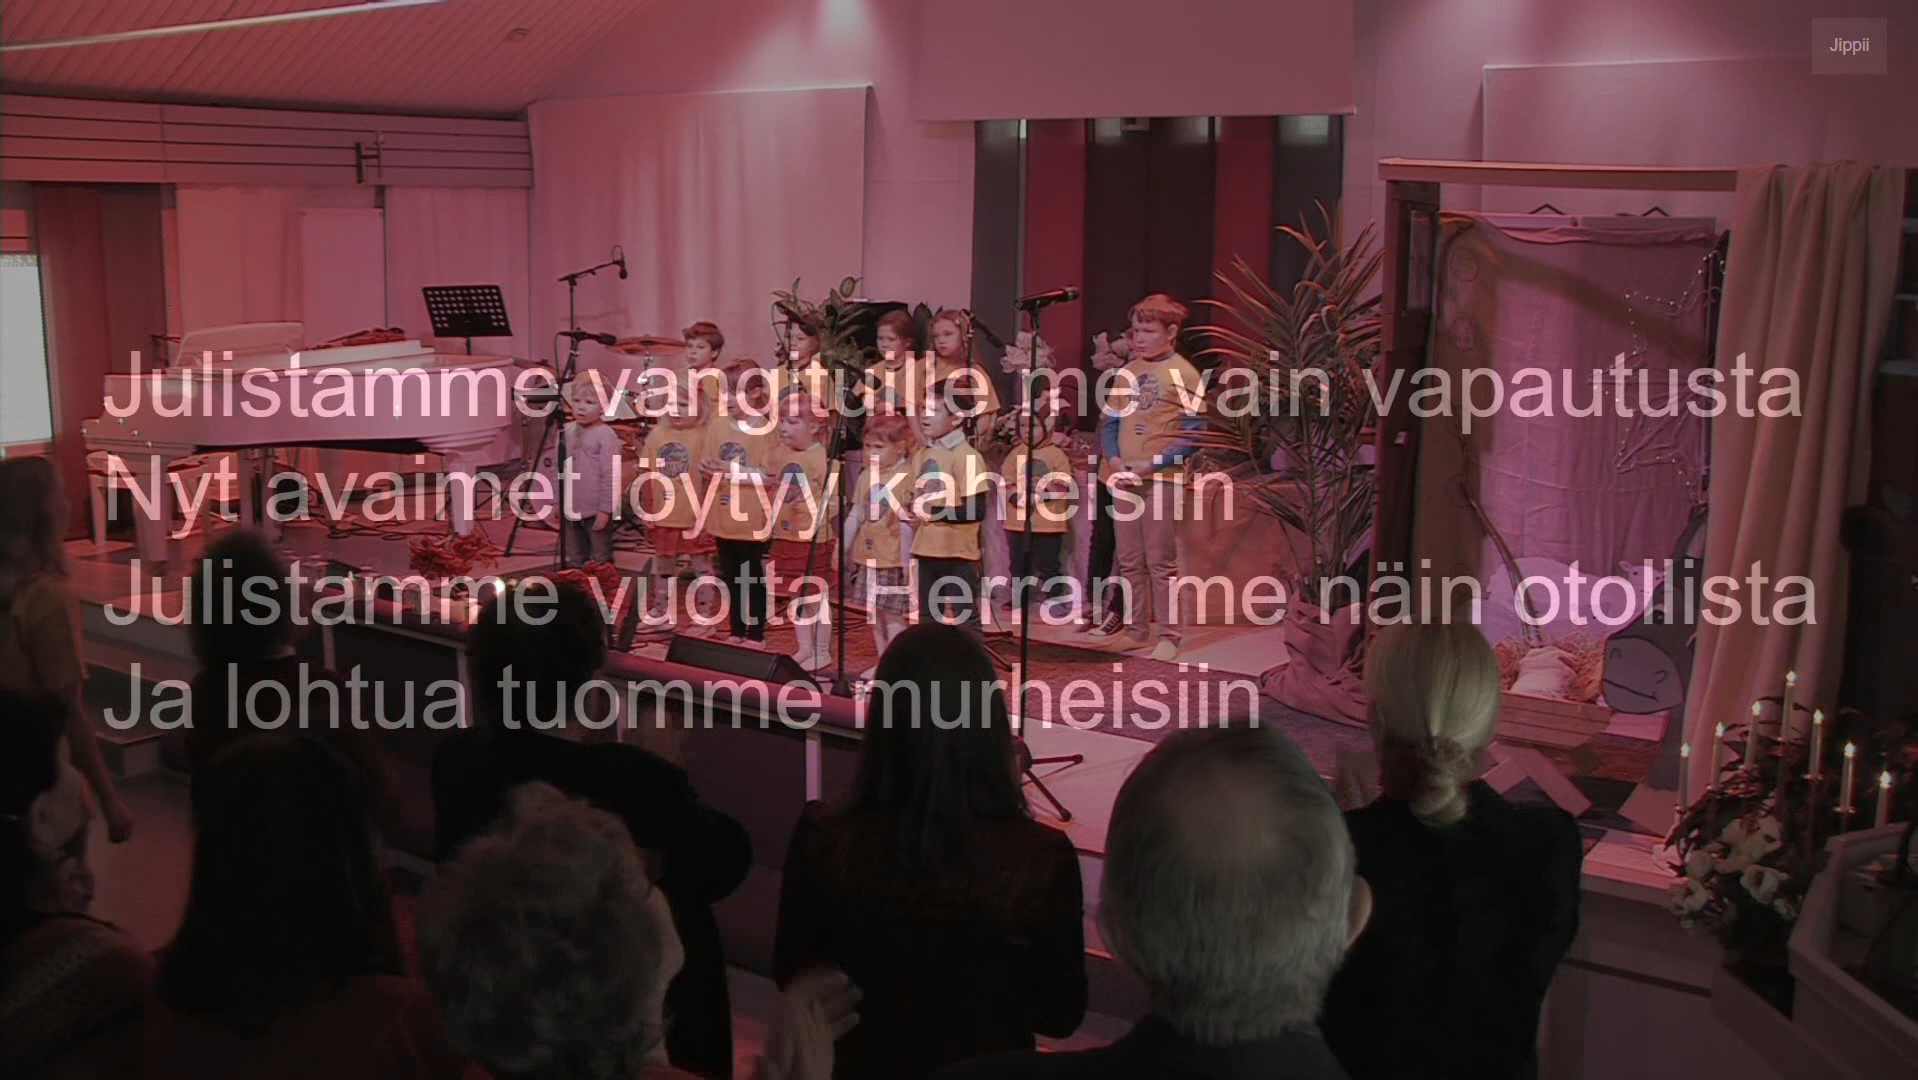 Jippii
Julistamme vangituille me vain vapautusta
Nyt avaimet löytyy kahleisiin
Julistamme vuotta Herran me näin otollista
Ja lohtua tuomme murheisiin